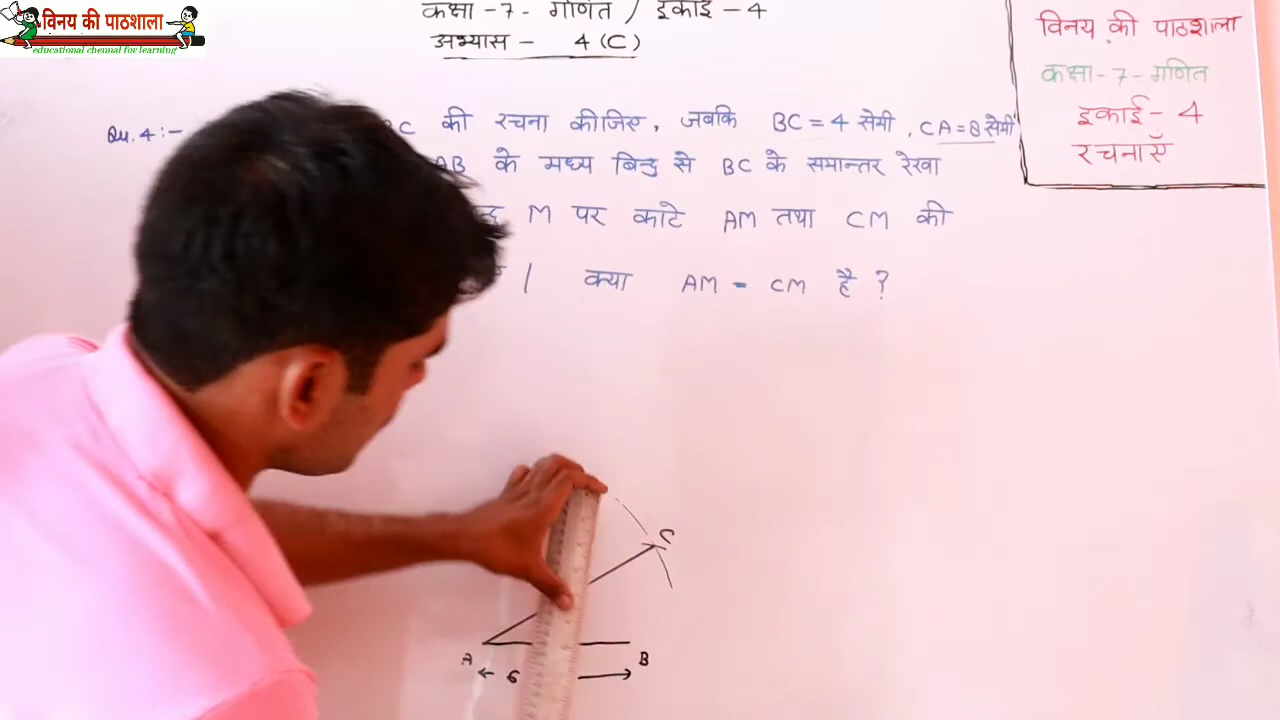 विनय की पाठशाला
educational chennal for learning
कक्षा - 7 - गणित / इकाई - 4
अभ्यास - 4 (C)
विनय की पाठशाला
कक्षा - 7 - गणित
इकाई - 4
रचनाएँ
Qu. 4 :- BC की रचना कीजिए, जबकि BC = 4 सेमी, CA = 8 सेमी
AB के मध्य बिन्दु से BC के समान्तर रेखा
M पर काटे AM तथा CM की
| क्या AM = CM है ?
C
A B
6